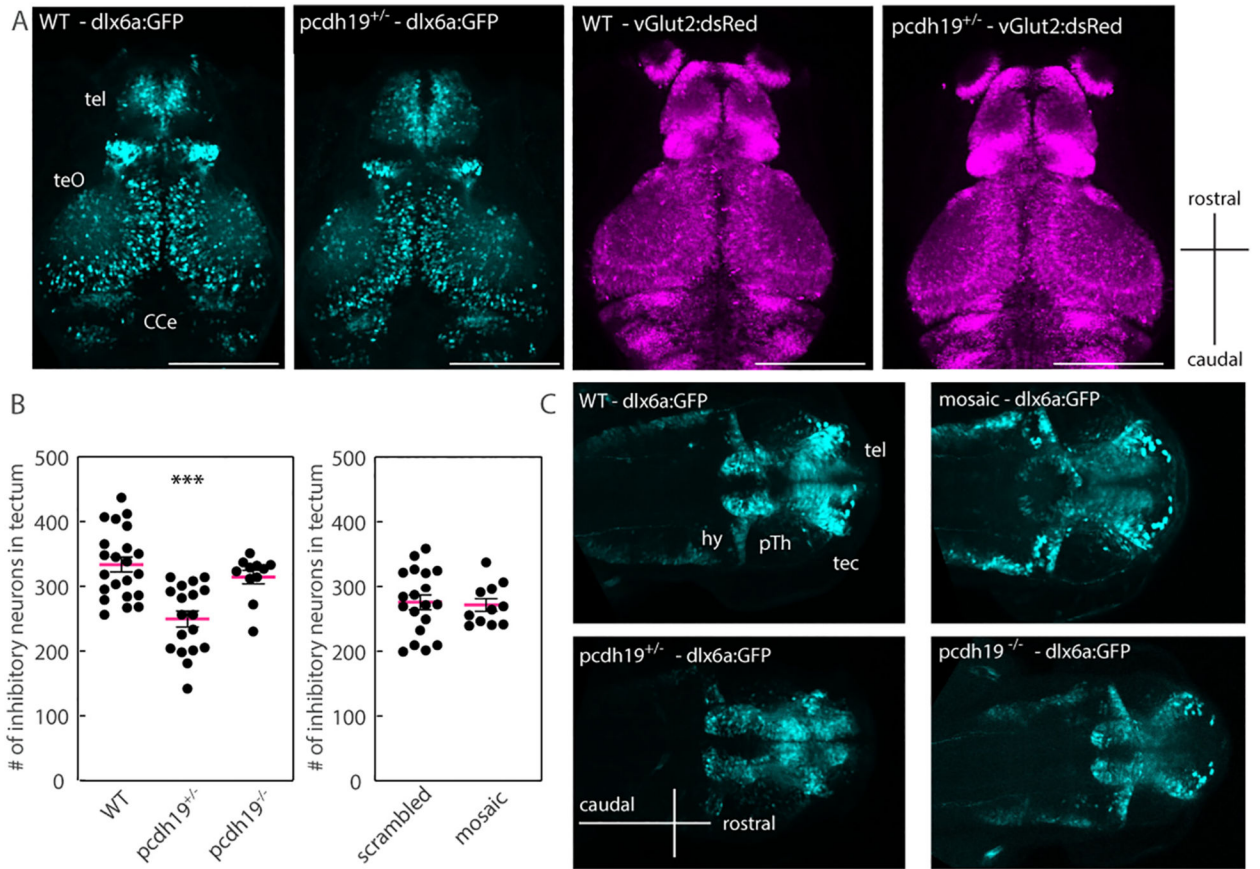 A
WT - dlx6a:GFP
pcdh19+/- - dlx6a:GFP
WT - vGlut2:dsRed
pcdh19+/- - vGlut2:dsRed
tel
teO
CCe
rostral
caudal
B
# of inhibitory neurons in tectum
500
400
300
200
100
0
***
WT
pcdh19+/-
pcdh19-/-
# of inhibitory neurons in tectum
500
400
300
200
100
0
scrambled
mosaic
C
WT - dlx6a:GFP
tel
hy
pTh
tec
mosaic - dlx6a:GFP
pcdh19+/- - dlx6a:GFP
caudal
rostral
pcdh19 -/- - dlx6a:GFP